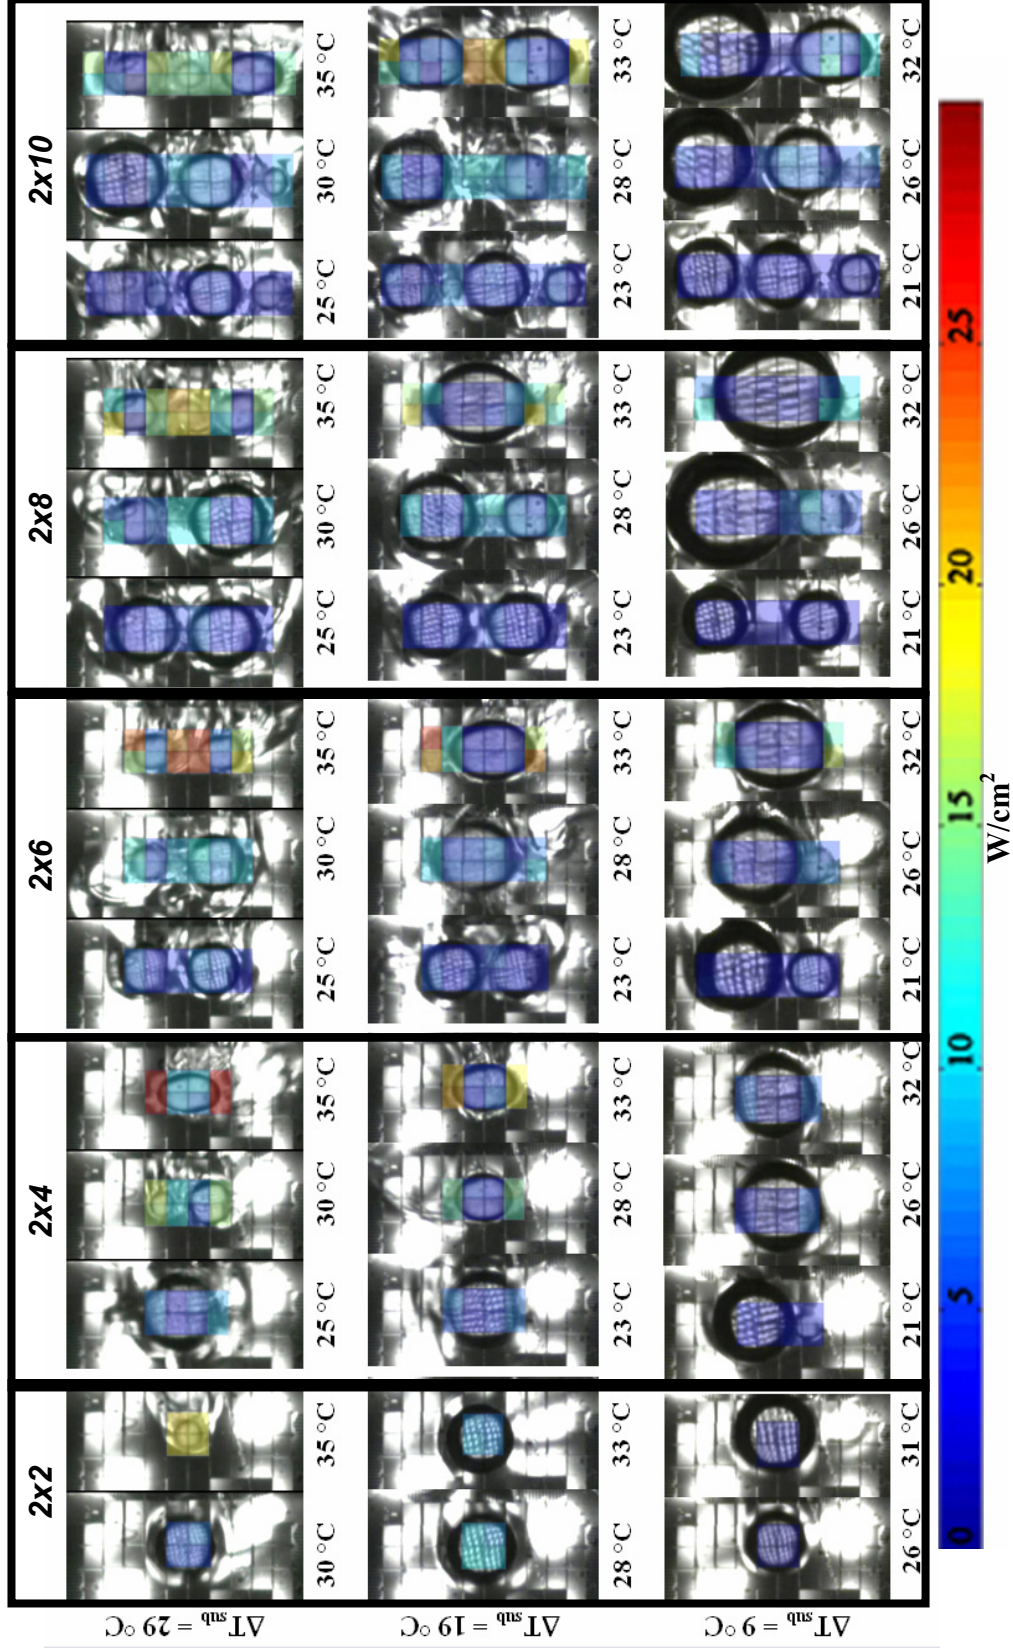 2x2 2x4 2x6 2x8 2x10
ΔT_sub = 29 °C
30 °C 35 °C 25 °C 30 °C 35 °C 25 °C 30 °C 35 °C 25 °C 30 °C 35 °C 25 °C 30 °C 35 °C
ΔT_sub = 19 °C
28 °C 33 °C 23 °C 28 °C 33 °C 23 °C 28 °C 33 °C 23 °C 28 °C 33 °C 23 °C 28 °C 33 °C
ΔT_sub = 9 °C
26 °C 31 °C 21 °C 26 °C 32 °C 21 °C 26 °C 32 °C 21 °C 26 °C 32 °C 21 °C 26 °C 32 °C
0 5 10 15 20 25
W/cm²